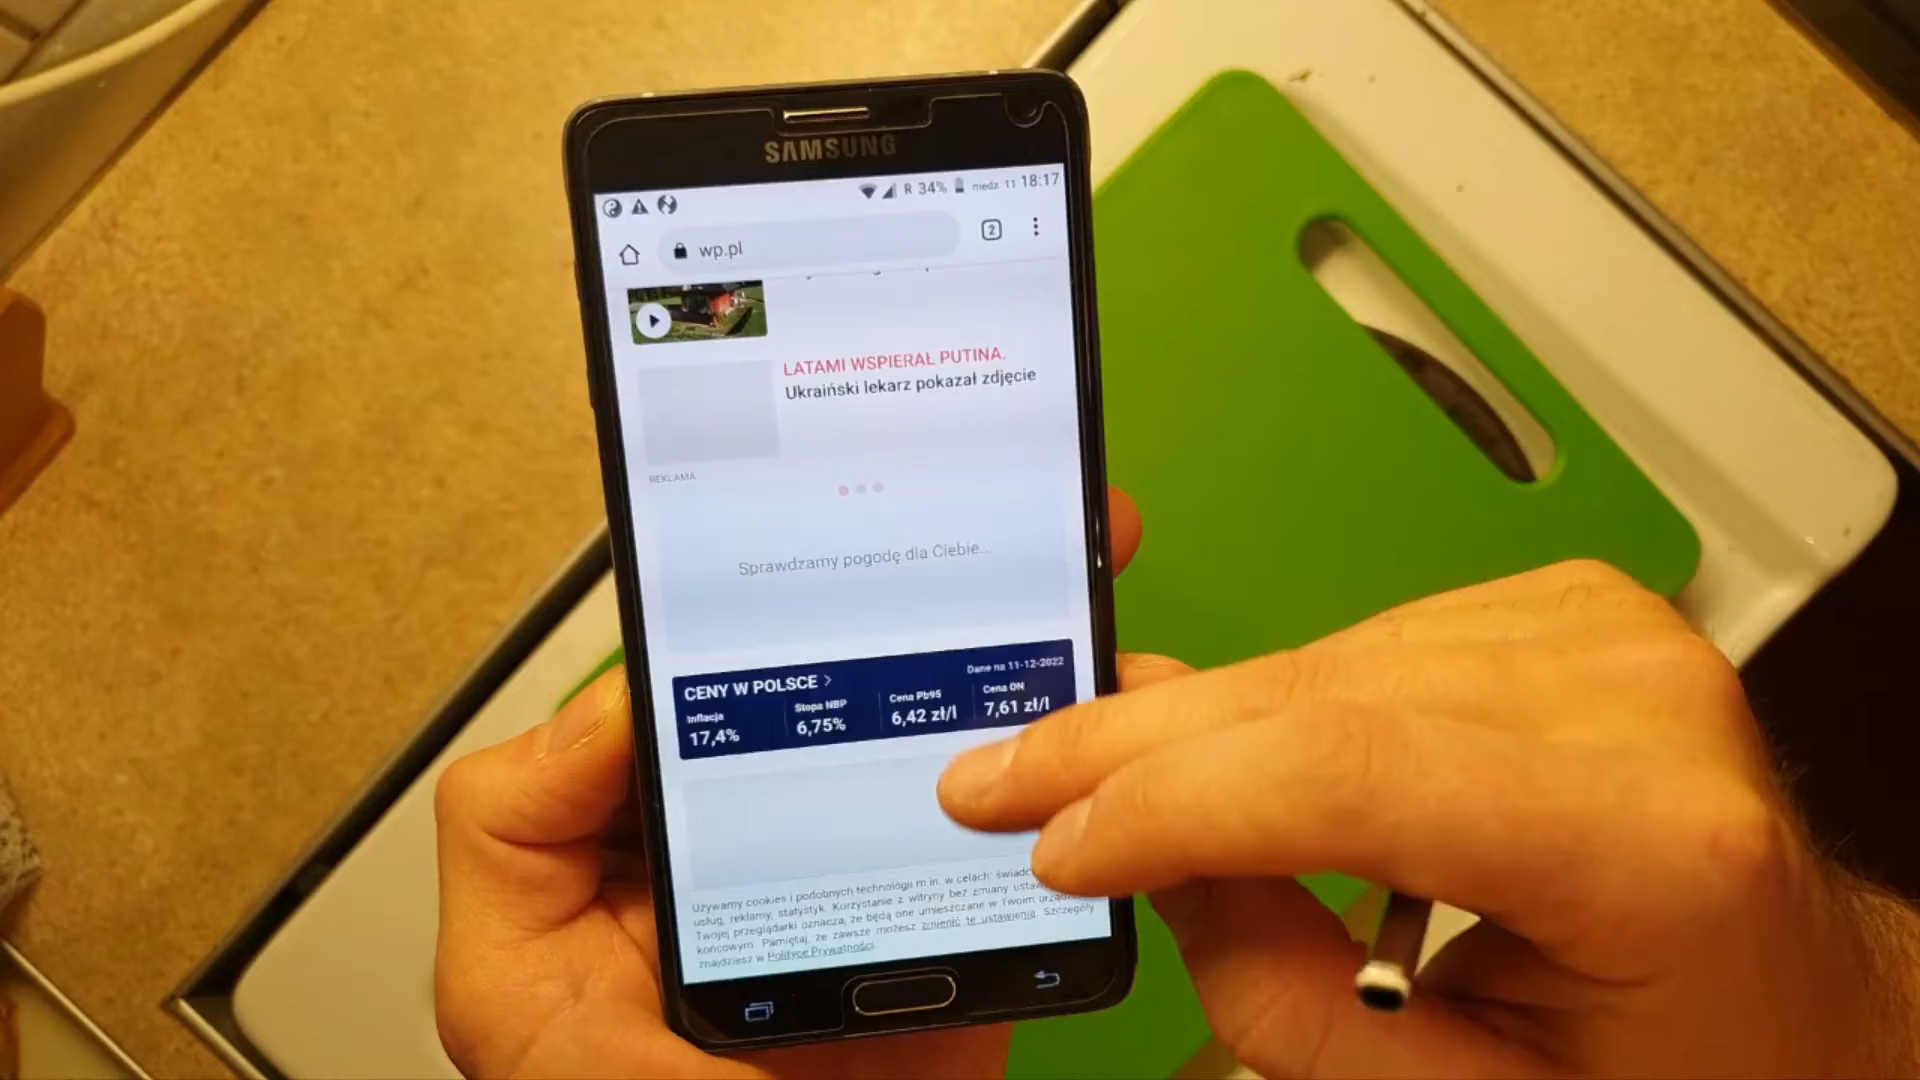 SAMSUNG
R 34% niedz. 11 18:17
wp.pl
2
LATAMI WSPIERAŁ PUTINA.
Ukraiński lekarz pokazał zdjęcie
REKLAMA
Sprawdzamy pogodę dla Ciebie...
CENY W POLSCE >
Dane na 11-12-2022
Inflacja
17,4%
Stopa NBP
6,75%
Cena Pb95
6,42 zł/l
Cena ON
7,61 zł/l
Używamy cookies i podobnych technologii m.in. w celach:
usług, reklamy, statystyk. Korzystanie z witryny bez zmiany
Twojej przeglądarki oznacza, że będą one umieszczane w Twoim
końcowym. Pamiętaj, że zawsze możesz zmienić te ustawienia. Szczegóły
znajdziesz w Polityce Prywatności.